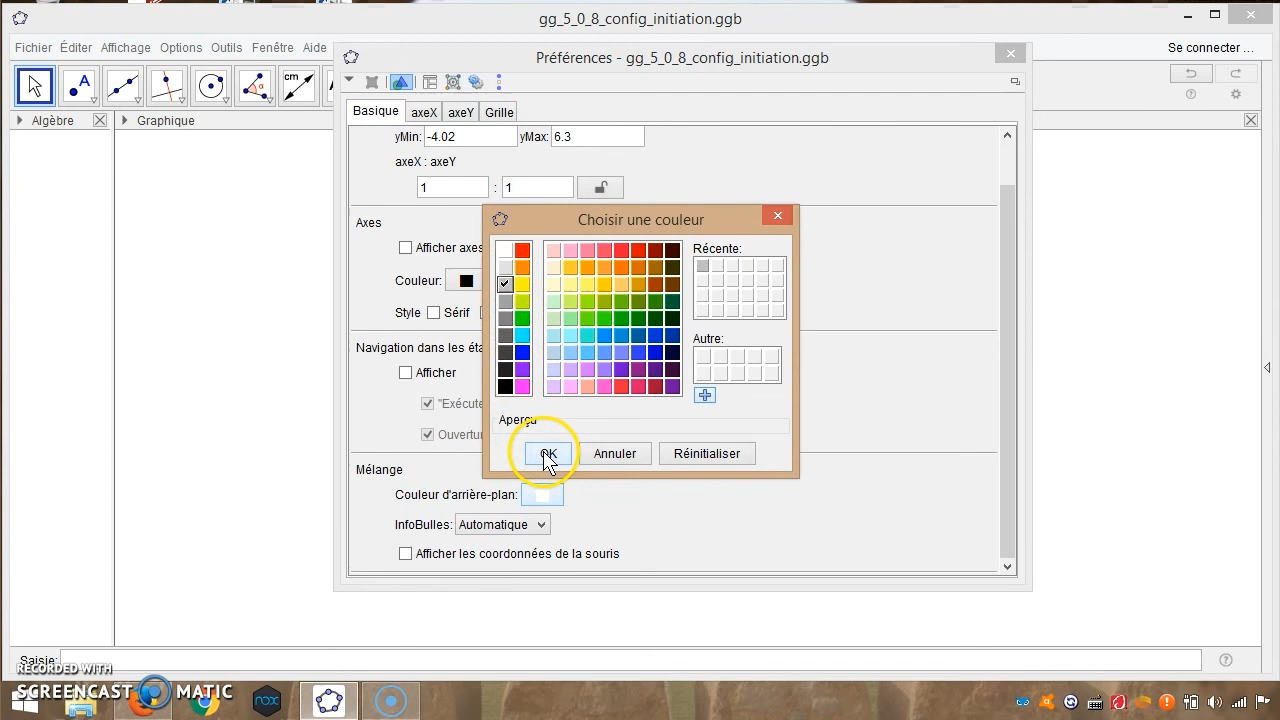 gg_5_0_8_config_initiation.ggb
Fichier Éditer Affichage Options Outils Fenêtre Aide
Se connecter ...
Préférences - gg_5_0_8_config_initiation.ggb
A
α
cm
Basique axeX axeY Grille
Algèbre
Graphique
yMin: -4.02 yMax: 6.3
axeX : axeY
1 : 1
Axes
Afficher axes
Couleur:
Style Sérif
Navigation dans les éta
Afficher
"Exécute
Ouvertur
Mélange
Couleur d'arrière-plan:
InfoBulles: Automatique
Afficher les coordonnées de la souris
Choisir une couleur
Récente:
Autre:
Aperçu
OK Annuler Réinitialiser
Saisie:
RECORDED WITH
SCREENCAST MATIC
nox